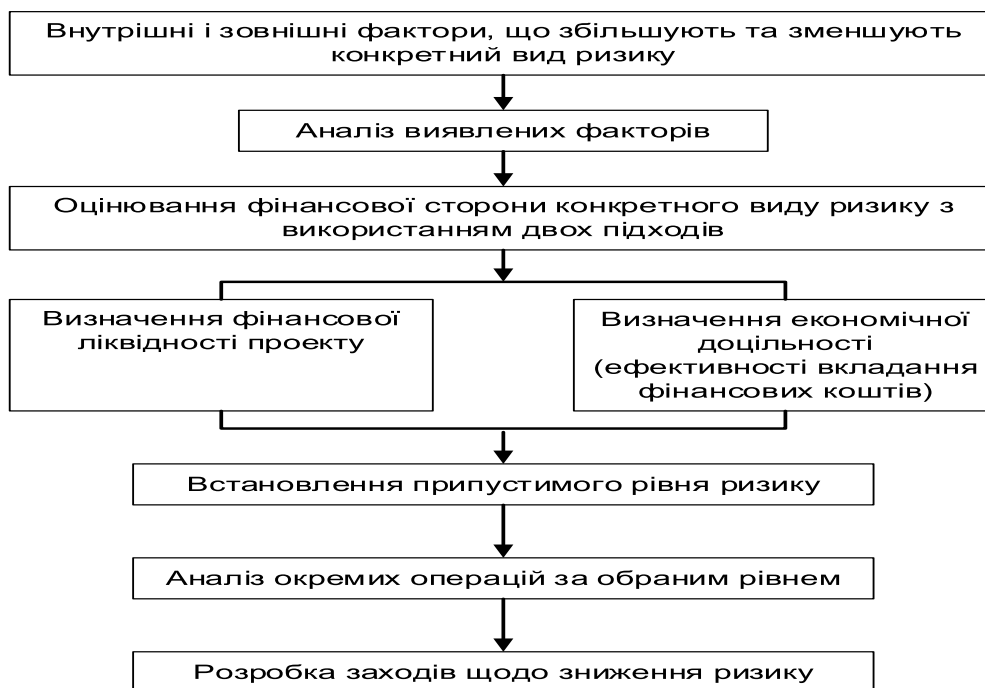 Внутрішні і зовнішні фактори, що збільшують та зменшують
конкретний вид ризику
Аналіз виявлених факторів
Оцінювання фінансової сторони конкретного виду ризику з
використанням двох підходів
Визначення фінансової
ліквідності проекту
Визначення економічної
доцільності
(ефективності вкладання
фінансових коштів)
Встановлення припустимого рівня ризику
Аналіз окремих операцій за обраним рівнем
Розробка заходів щодо зниження ризику